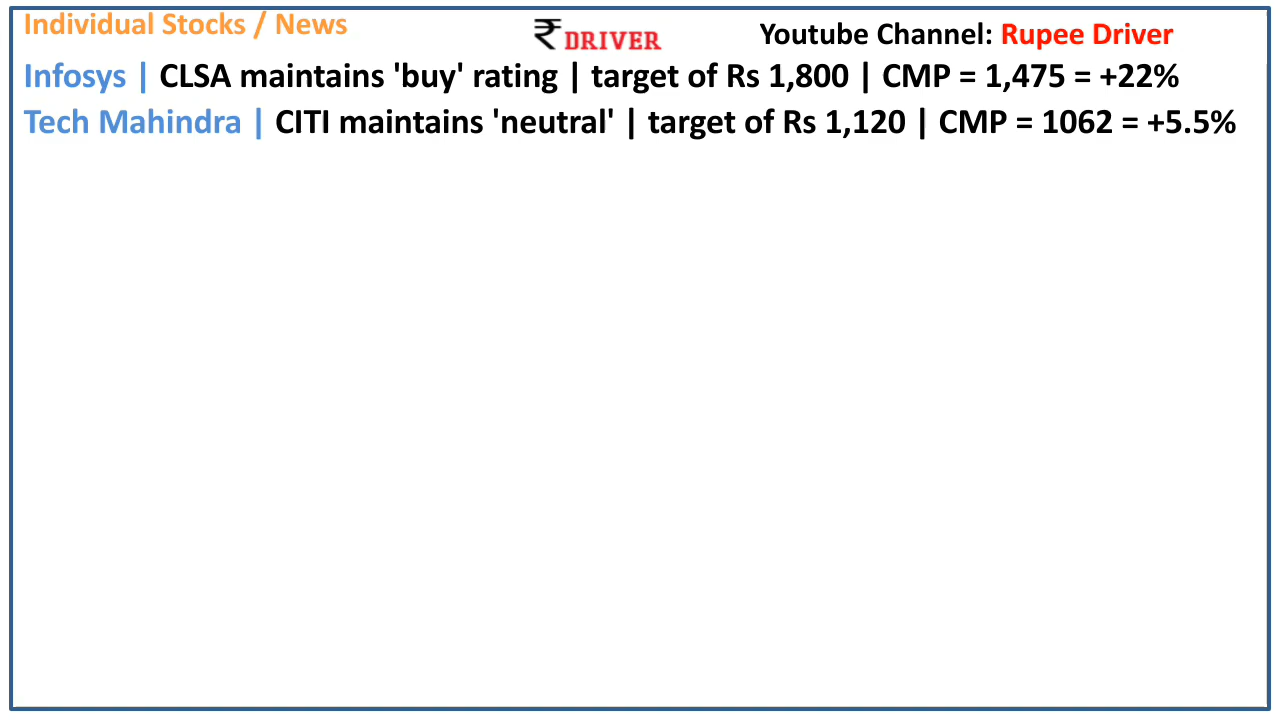 Individual Stocks / News
₹ DRIVER
Youtube Channel: Rupee Driver
Infosys | CLSA maintains 'buy' rating | target of Rs 1,800 | CMP = 1,475 = +22%
Tech Mahindra | CITI maintains 'neutral' | target of Rs 1,120 | CMP = 1062 = +5.5%